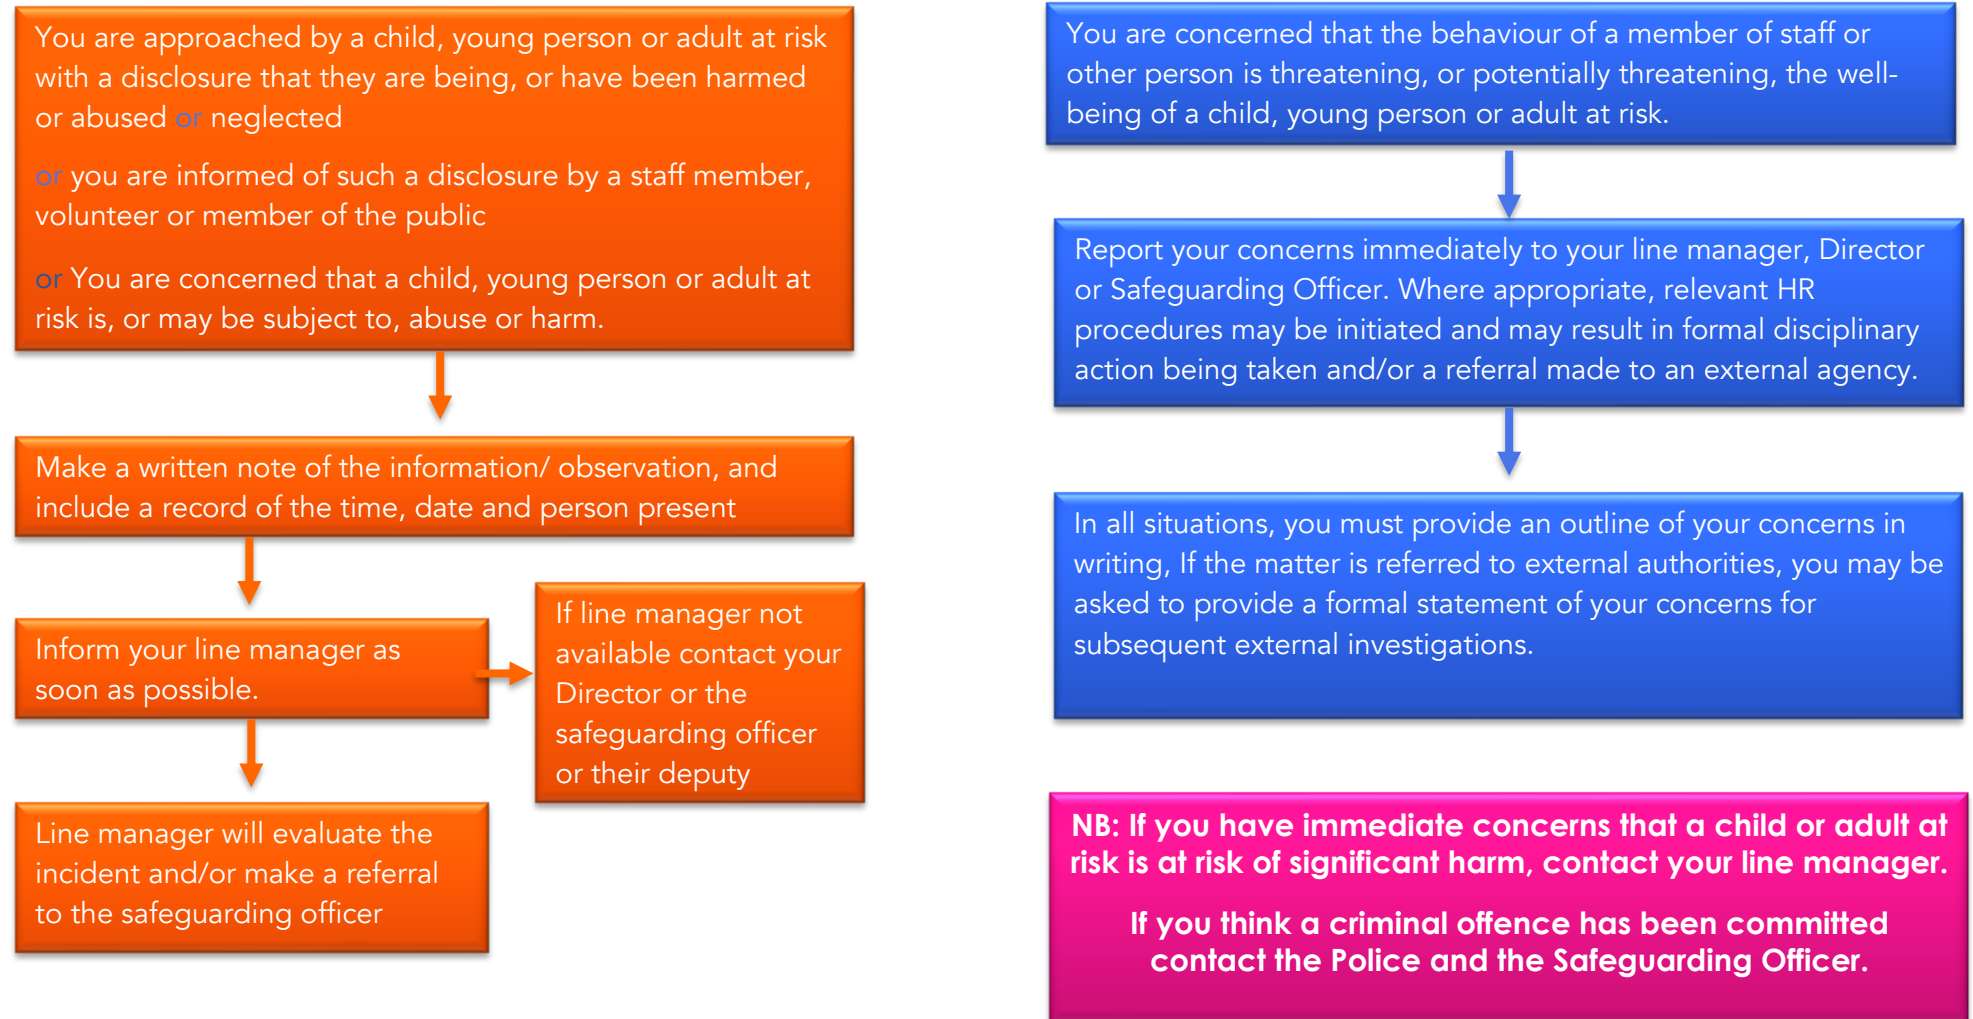 You are approached by a child, young person or adult at risk
with a disclosure that they are being, or have been harmed
or abused or neglected
or you are informed of such a disclosure by a staff member,
volunteer or member of the public
or You are concerned that a child, young person or adult at
risk is, or may be subject to, abuse or harm.
Make a written note of the information/ observation, and
include a record of the time, date and person present
Inform your line manager as
soon as possible.
If line manager not
available contact your
Director or the
safeguarding officer
or their deputy
Line manager will evaluate the
incident and/or make a referral
to the safeguarding officer
You are concerned that the behaviour of a member of staff or
other person is threatening, or potentially threatening, the well-
being of a child, young person or adult at risk.
Report your concerns immediately to your line manager, Director
or Safeguarding Officer. Where appropriate, relevant HR
procedures may be initiated and may result in formal disciplinary
action being taken and/or a referral made to an external agency.
In all situations, you must provide an outline of your concerns in
writing, If the matter is referred to external authorities, you may be
asked to provide a formal statement of your concerns for
subsequent external investigations.
NB: If you have immediate concerns that a child or adult at
risk is at risk of significant harm, contact your line manager.
If you think a criminal offence has been committed
contact the Police and the Safeguarding Officer.